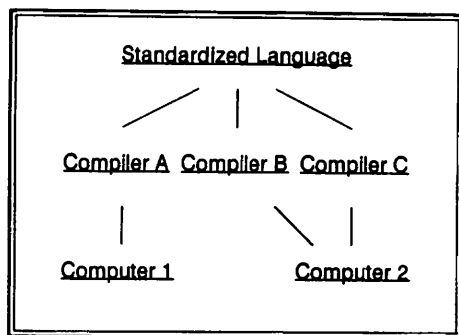 Standardized Language
Compiler A Compiler B Compiler C
Computer 1 Computer 2